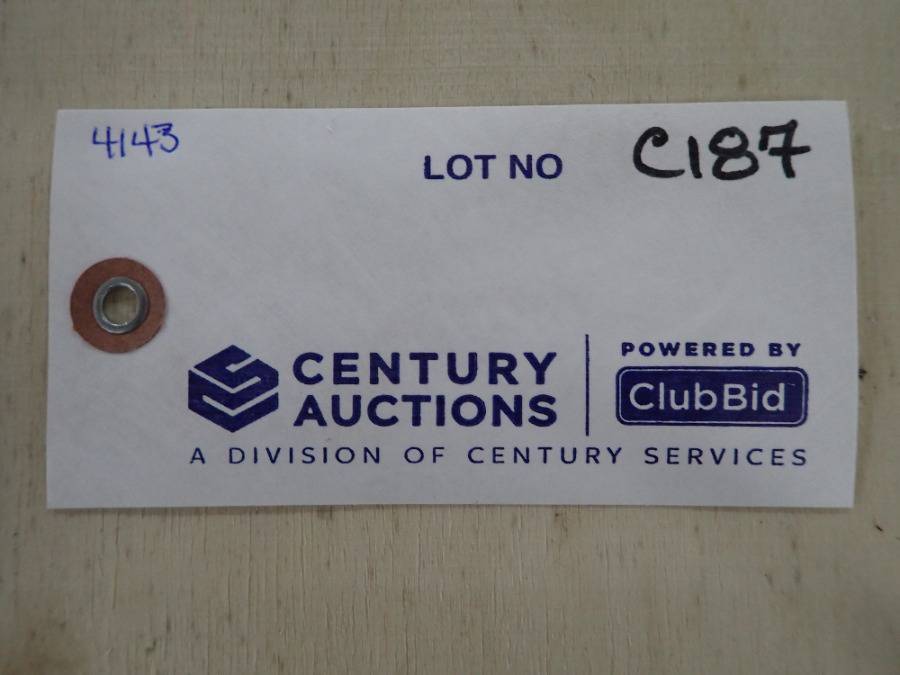 4143
LOT NO C187
CENTURY AUCTIONS
POWERED BY
ClubBid
A DIVISION OF CENTURY SERVICES